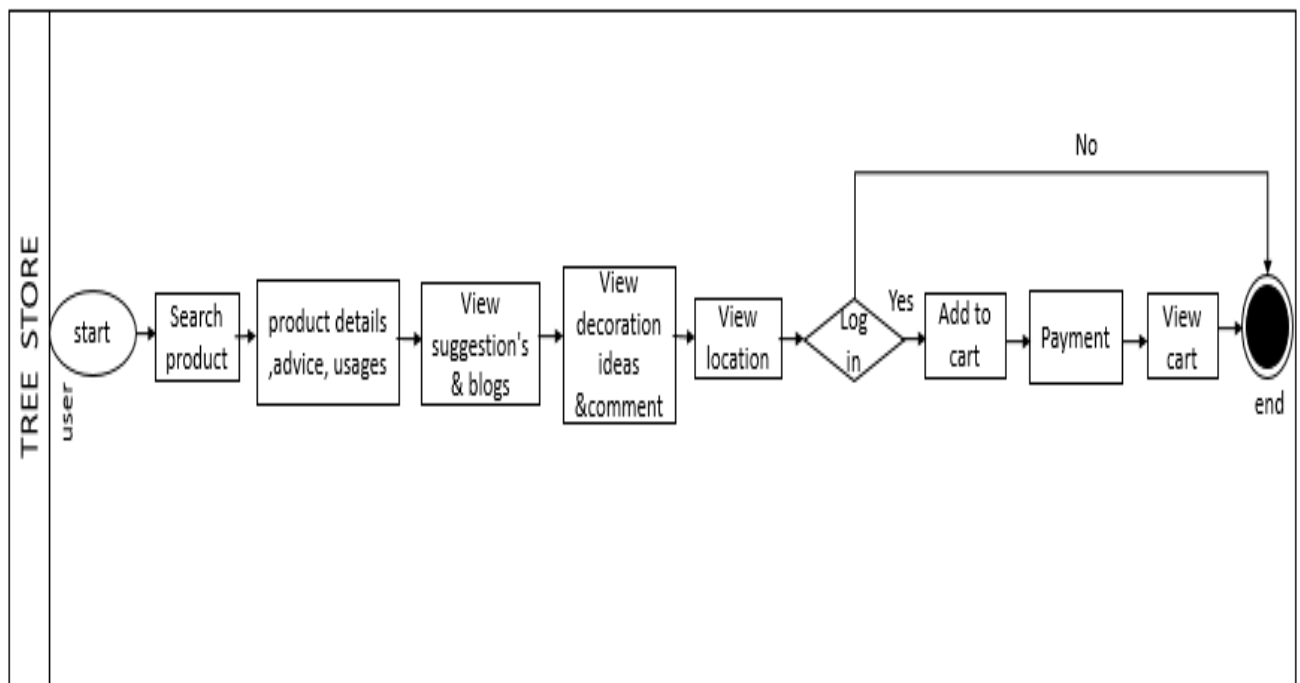 TREE STORE
user
start
Search
product
product details
,advice, usages
View
suggestion's
& blogs
View
decoration
ideas
&comment
View
location
Log
in
Yes
No
Add to
cart
Payment
View
cart
end